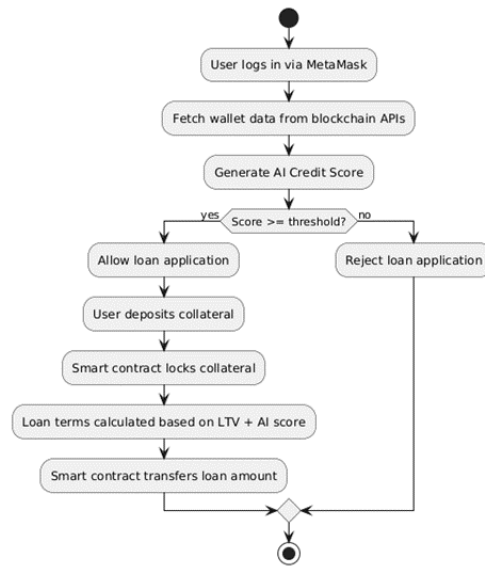 User logs in via MetaMask
Fetch wallet data from blockchain APIs
Generate AI Credit Score
yes
Score >= threshold?
no
Allow loan application
Reject loan application
User deposits collateral
Smart contract locks collateral
Loan terms calculated based on LTV + AI score
Smart contract transfers loan amount